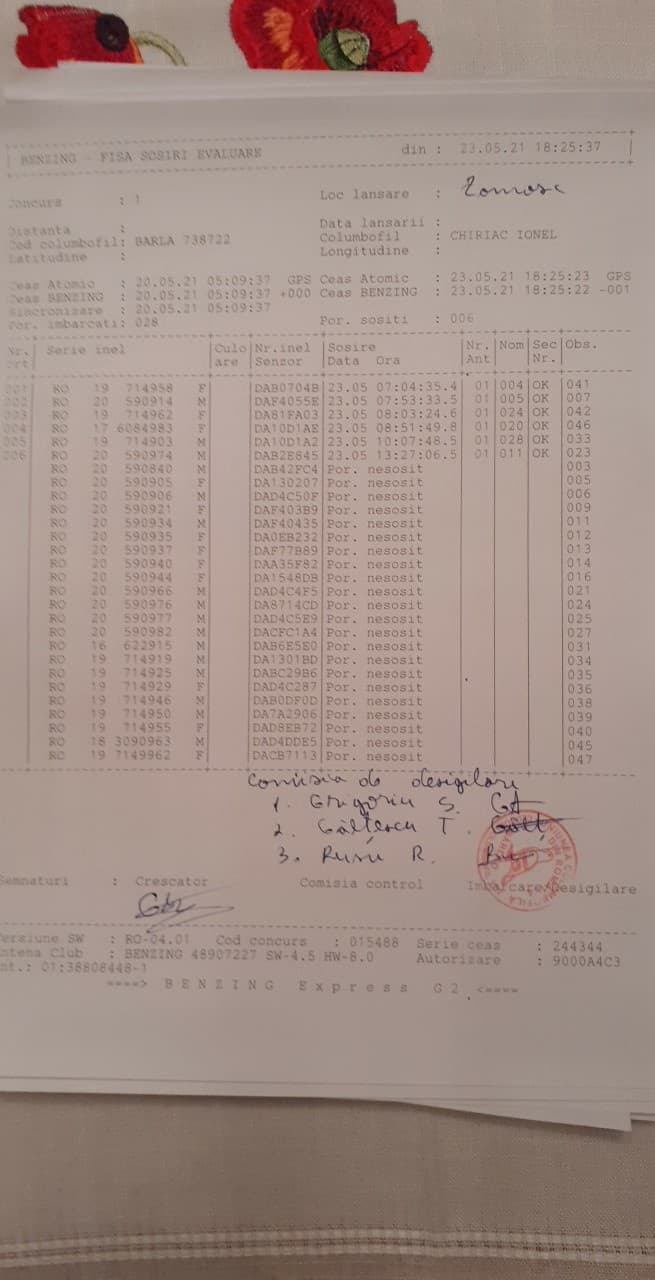 BENZING - FISA SOSIRI EVALUARE din : 23.05.21 18:25:37
Concurs : 1 Loc lansare : Zamosc
Distanta : Data lansarii :
Cod columbofil: BARLA 738722 Columbofil : CHIRIAC IONEL
Latitudine : Longitudine :
Ceas Atomic : 20.05.21 05:09:37 GPS Ceas Atomic : 23.05.21 18:25:23 GPS
Ceas BENZING : 20.05.21 05:09:37 +000 Ceas BENZING : 23.05.21 18:25:22 -001
Sincronizare : 20.05.21 05:09:37
Por. imbarcati: 028 Por. sositi : 006
Nr. Serie inel Culo Nr.inel Sosire Nr. Nom Sec Obs.
crt are Senzor Data Ora Ant Nr.
001 RO 19 714958 F DAB0704B 23.05 07:04:35.4 01 004 OK 041
002 RO 20 590914 M DAF4055E 23.05 07:53:33.5 01 005 OK 007
003 RO 19 714962 F DA81FA03 23.05 08:03:24.6 01 024 OK 042
004 RO 17 6084983 F DA10D1AE 23.05 08:51:49.8 01 020 OK 046
005 RO 19 714903 M DA10D1A2 23.05 10:07:48.5 01 028 OK 033
006 RO 20 590974 M DAB2E845 23.05 13:27:06.5 01 011 OK 023
RO 20 590840 M DAB42FC4 Por. nesosit 003
RO 20 590905 F DA130207 Por. nesosit 005
RO 20 590906 M DAD4C50F Por. nesosit 006
RO 20 590921 F DAF403B9 Por. nesosit 009
RO 20 590934 M DAF40435 Por. nesosit 011
RO 20 590935 F DA0EB232 Por. nesosit 012
RO 20 590937 F DAF77B89 Por. nesosit 013
RO 20 590940 F DAA35F82 Por. nesosit 014
RO 20 590944 F DA1548DB Por. nesosit 016
RO 20 590966 M DAD4C4F5 Por. nesosit 021
RO 20 590976 M DA8714CD Por. nesosit 024
RO 20 590977 M DAD4C5E9 Por. nesosit 025
RO 20 590982 M DACFC1A4 Por. nesosit 027
RO 16 622915 M DAB6E5E0 Por. nesosit 031
RO 19 714919 M DA1301BD Por. nesosit 034
RO 19 714925 M DABC29B6 Por. nesosit 035
RO 19 714929 F DAD4C287 Por. nesosit 036
RO 19 714946 M DAB0DF0D Por. nesosit 038
RO 19 714950 M DA7A2906 Por. nesosit 039
RO 19 714955 F DAD8EB72 Por. nesosit 040
RO 18 3090963 M DAD4DDE5 Por. nesosit 045
RO 19 7149962 F DACB7113 Por. nesosit 047
Comisia de desigilare
1. Grigoriu S.
2. T.
3. Rusu R.
Semnaturi : Crescator Comisia control Imbarcare/Desigilare
Versiune SW : RO-04.01 Cod concurs : 015488 Serie ceas : 244344
Antena Club : BENZING 48907227 SW-4.5 HW-8.0 Autorizare : 9000A4C3
nt.: 01:38808448-1
====> BENZING Express G2 <====